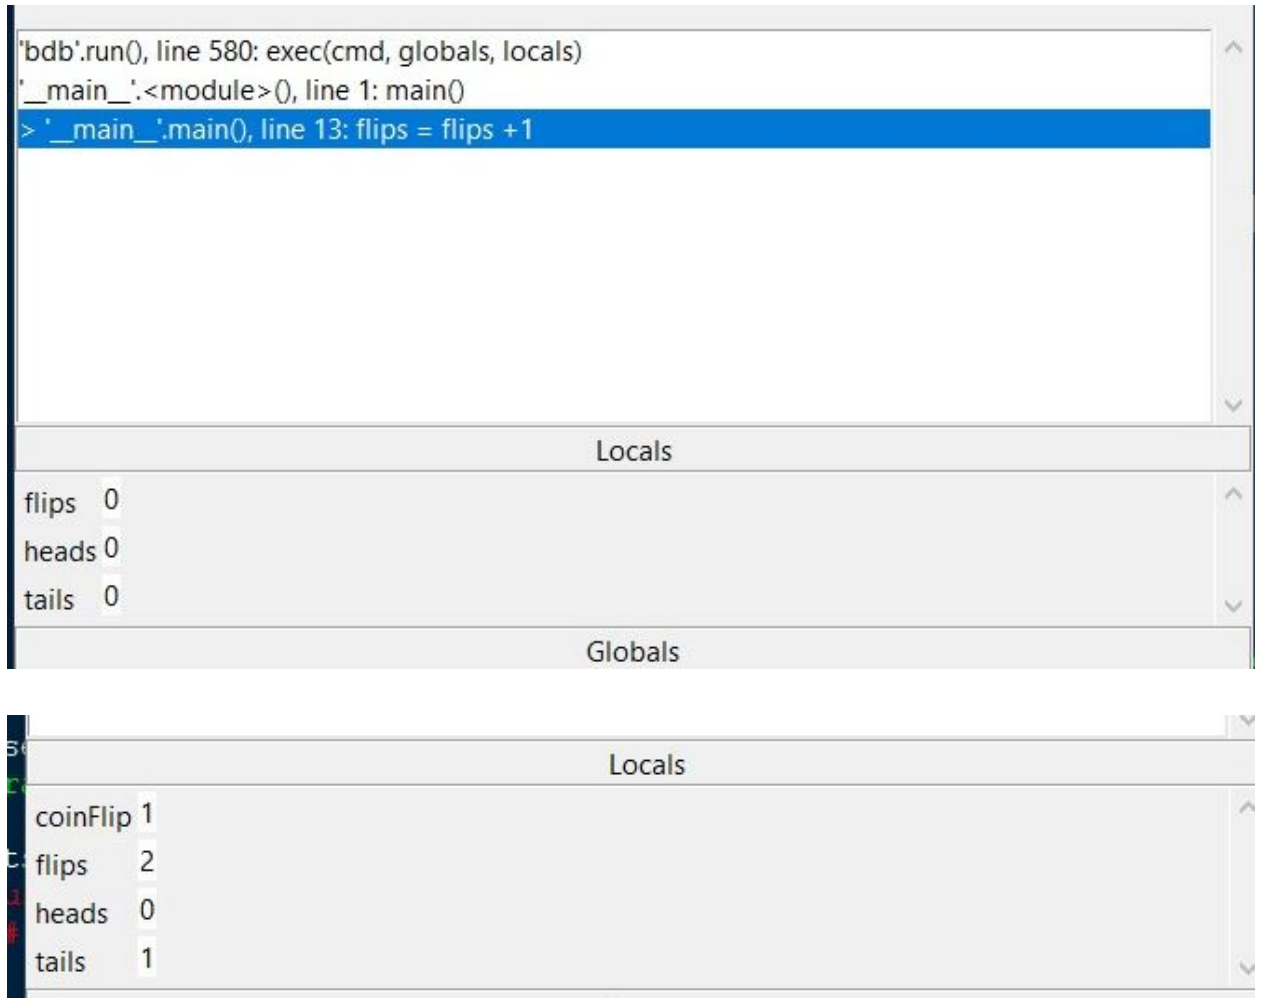 'bdb'.run(), line 580: exec(cmd, globals, locals)
'__main__'.<module>(), line 1: main()
> '__main__'.main(), line 13: flips = flips +1
Locals
flips 0
heads 0
tails 0
Globals
Locals
coinFlip 1
flips 2
heads 0
tails 1